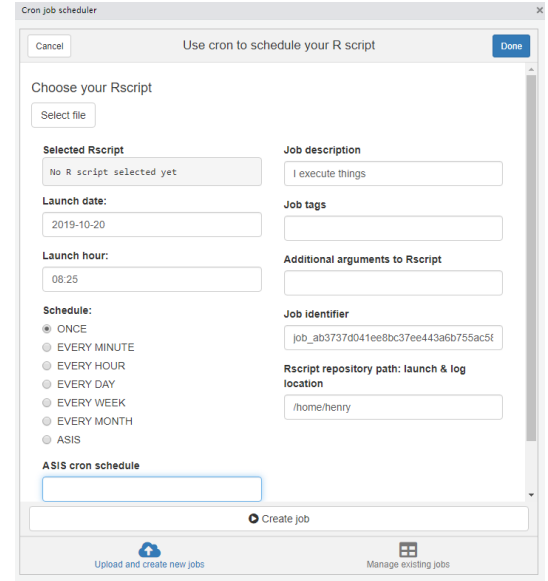 Cron job scheduler
Cancel
Use cron to schedule your R script
Done
Choose your Rscript
Select file
Selected Rscript
No R script selected yet
Launch date:
2019-10-20
Launch hour:
08:25
Schedule:
ONCE
EVERY MINUTE
EVERY HOUR
EVERY DAY
EVERY WEEK
EVERY MONTH
ASIS
ASIS cron schedule
Job description
I execute things
Job tags
Additional arguments to Rscript
Job identifier
job_ab3737d041ee8bc37ee443a6b755ac58
Rscript repository path: launch & log
location
/home/henry
Create job
Upload and create new jobs
Manage existing jobs